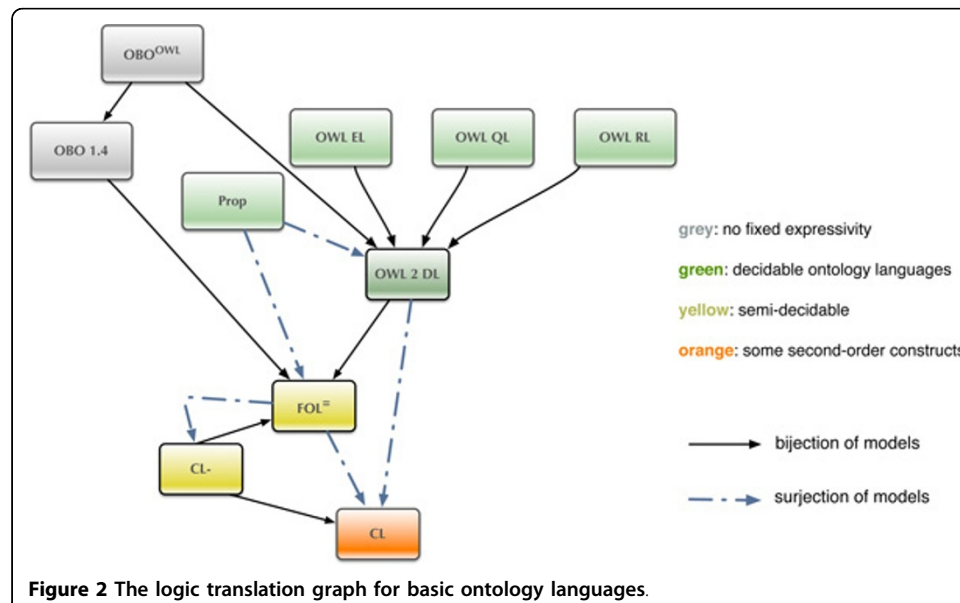 OBO^OWL
OWL EL
OWL QL
OWL RL
OBO 1.4
Prop
OWL 2 DL
FOL^=
CL-
CL
grey: no fixed expressivity
green: decidable ontology languages
yellow: semi-decidable
orange: some second-order constructs
bijection of models
surjection of models
Figure 2 The logic translation graph for basic ontology languages.